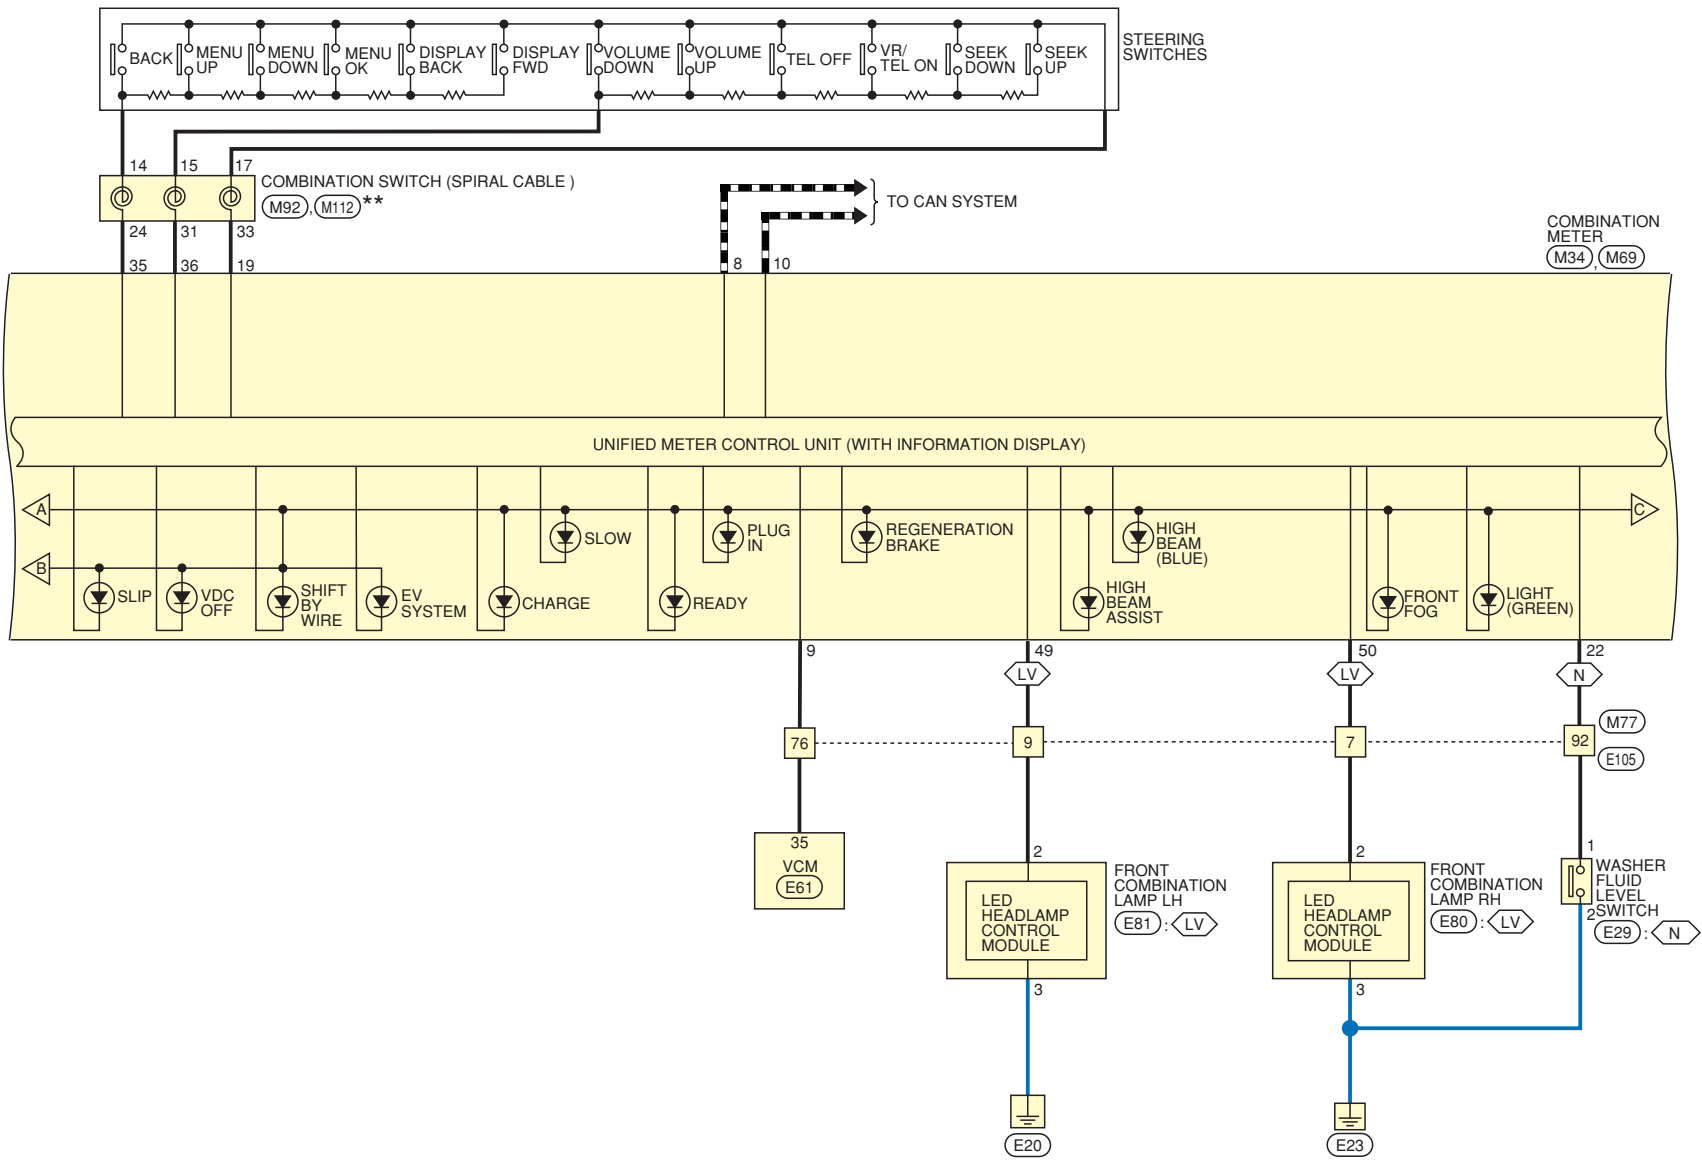 BACK
MENU
UP
MENU
DOWN
MENU
OK
DISPLAY
BACK
DISPLAY
FWD
VOLUME
DOWN
VOLUME
UP
TEL OFF
VR/
TEL ON
SEEK
DOWN
SEEK
UP
STEERING
SWITCHES
14 15 17
COMBINATION SWITCH (SPIRAL CABLE )
M92 , M112 **
24 31 33
35 36 19
TO CAN SYSTEM
8 10
COMBINATION
METER
M34 , M69
UNIFIED METER CONTROL UNIT (WITH INFORMATION DISPLAY)
A
C
B
SLIP
VDC
OFF
SHIFT
BY
WIRE
EV
SYSTEM
CHARGE
SLOW
READY
PLUG
IN
REGENERATION
BRAKE
HIGH
BEAM
ASSIST
HIGH
BEAM
(BLUE)
FRONT
FOG
LIGHT
(GREEN)
9 49 50 22
LV LV N
76 9 7 92
M77
E105
35
VCM
E61
2
LED
HEADLAMP
CONTROL
MODULE
FRONT
COMBINATION
LAMP LH
E81 : LV
3
2
LED
HEADLAMP
CONTROL
MODULE
FRONT
COMBINATION
LAMP RH
E80 : LV
3
1
WASHER
FLUID
LEVEL
SWITCH
2
E29 : N
E20
E23